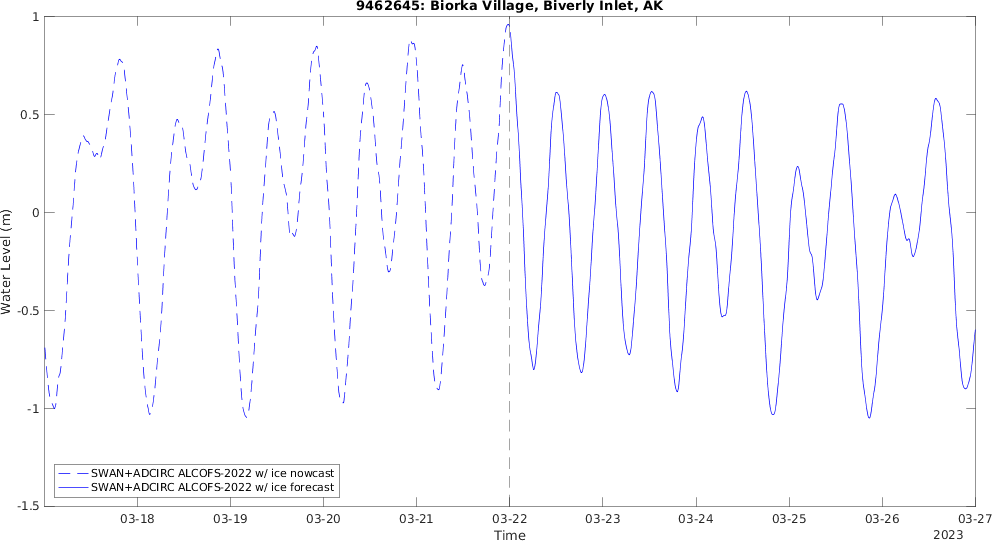 9462645: Biorka Village, Biverly Inlet, AK
1
0.5
0
-0.5
-1
-1.5
Water Level (m)
SWAN+ADCIRC ALCOFS-2022 w/ ice nowcast
SWAN+ADCIRC ALCOFS-2022 w/ ice forecast
03-18 03-19 03-20 03-21 03-22 03-23 03-24 03-25 03-26 03-27
Time
2023